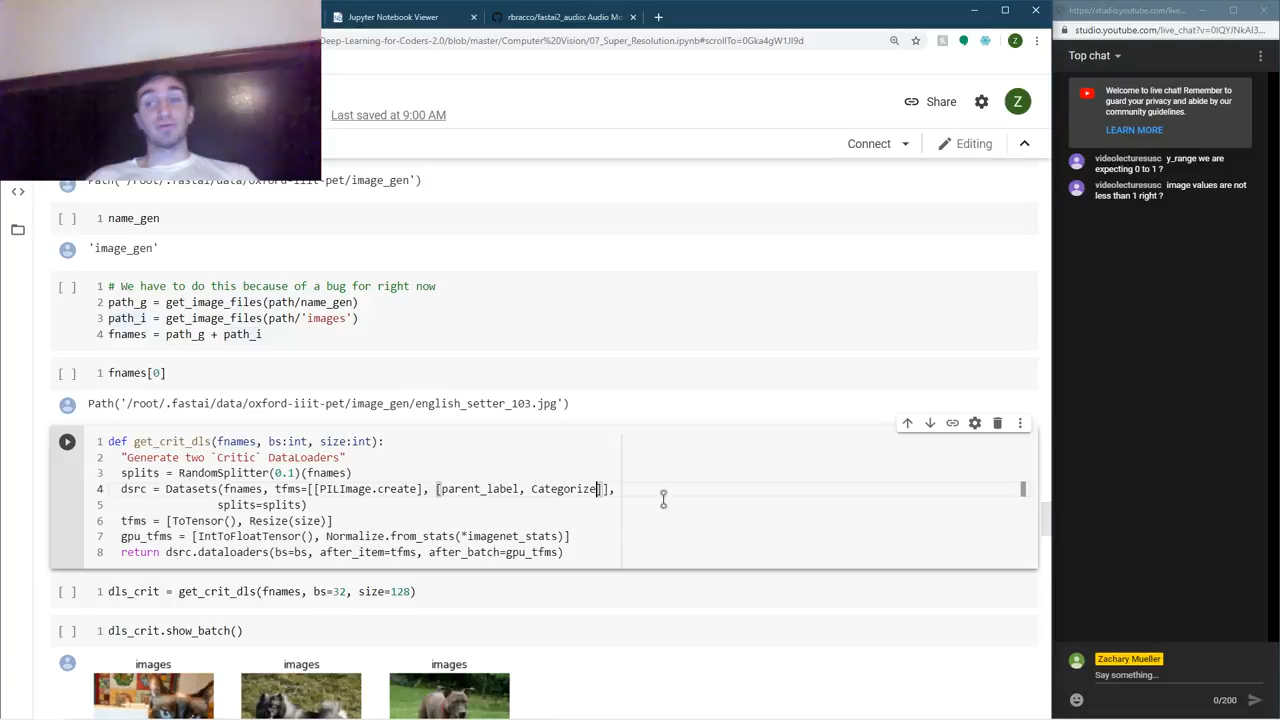 Jupyter Notebook Viewer
rbracco/fastai2_audio: Audio Mo
https://studio.youtube.com/live_
Deep-Learning-for-Coders-2.0/blob/master/Computer%20Vision/07_Super_Resolution.ipynb#scrollTo=0Gka4gW1JI9d
studio.youtube.com/live_chat?v=0IQYJNkAI3...
Top chat
Last saved at 9:00 AM
Share
Z
Connect
Editing
Welcome to live chat! Remember to
guard your privacy and abide by our
community guidelines.
LEARN MORE
videolecturesusc y_range we are
expecting 0 to 1 ?
videolecturesusc image values are not
less than 1 right ?
Path('/root/.fastai/data/oxford-iiit-pet/image_gen')
[ ] 1 name_gen
'image_gen'
[ ] 1 # We have to do this because of a bug for right now
2 path_g = get_image_files(path/name_gen)
3 path_i = get_image_files(path/'images')
4 fnames = path_g + path_i
[ ] 1 fnames[0]
Path('/root/.fastai/data/oxford-iiit-pet/image_gen/english_setter_103.jpg')
1 def get_crit_dls(fnames, bs:int, size:int):
2 "Generate two `Critic` DataLoaders"
3 splits = RandomSplitter(0.1)(fnames)
4 dsrc = Datasets(fnames, tfms=[[PILImage.create], [parent_label, Categorize]],
5 splits=splits)
6 tfms = [ToTensor(), Resize(size)]
7 gpu_tfms = [IntToFloatTensor(), Normalize.from_stats(*imagenet_stats)]
8 return dsrc.dataloaders(bs=bs, after_item=tfms, after_batch=gpu_tfms)
[ ] 1 dls_crit = get_crit_dls(fnames, bs=32, size=128)
[ ] 1 dls_crit.show_batch()
images images images
Zachary Mueller
Say something...
0/200